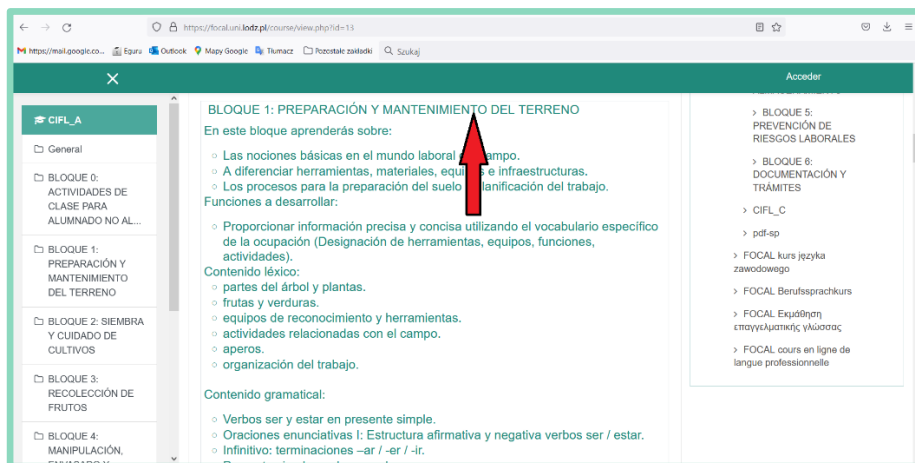 https://focal.uni.lodz.pl/course/view.php?id=13
https://mail.google.co... Eguru Outlook Mapy Google Tłumacz Pozostałe zakładki Szukaj
Acceder
CIFL_A
General
BLOQUE 0:
ACTIVIDADES DE
CLASE PARA
ALUMNADO NO AL...
BLOQUE 1:
PREPARACIÓN Y
MANTENIMIENTO
DEL TERRENO
BLOQUE 2: SIEMBRA
Y CUIDADO DE
CULTIVOS
BLOQUE 3:
RECOLECCIÓN DE
FRUTOS
BLOQUE 4:
MANIPULACIÓN,
BLOQUE 1: PREPARACIÓN Y MANTENIMIENTO DEL TERRENO
En este bloque aprenderás sobre:
Las nociones básicas en el mundo laboral ampo.
A diferenciar herramientas, materiales, equi s e infraestructuras.
Los procesos para la preparación del suelo lanificación del trabajo.
Funciones a desarrollar:
Proporcionar información precisa y concisa utilizando el vocabulario específico
de la ocupación (Designación de herramientas, equipos, funciones,
actividades).
Contenido léxico:
partes del árbol y plantas.
frutas y verduras.
equipos de reconocimiento y herramientas.
actividades relacionadas con el campo.
aperos.
organización del trabajo.
Contenido gramatical:
Verbos ser y estar en presente simple.
Oraciones enunciativas I: Estructura afirmativa y negativa verbos ser / estar.
Infinitivo: terminaciones –ar / -er / -ir.
> BLOQUE 5:
PREVENCIÓN DE
RIESGOS LABORALES
> BLOQUE 6:
DOCUMENTACIÓN Y
TRÁMITES
> CIFL_C
> pdf-sp
> FOCAL kurs języka
zawodowego
> FOCAL Berufssprachkurs
> FOCAL Εκμάθηση
επαγγελματικής γλώσσας
> FOCAL cours en ligne de
langue professionnelle